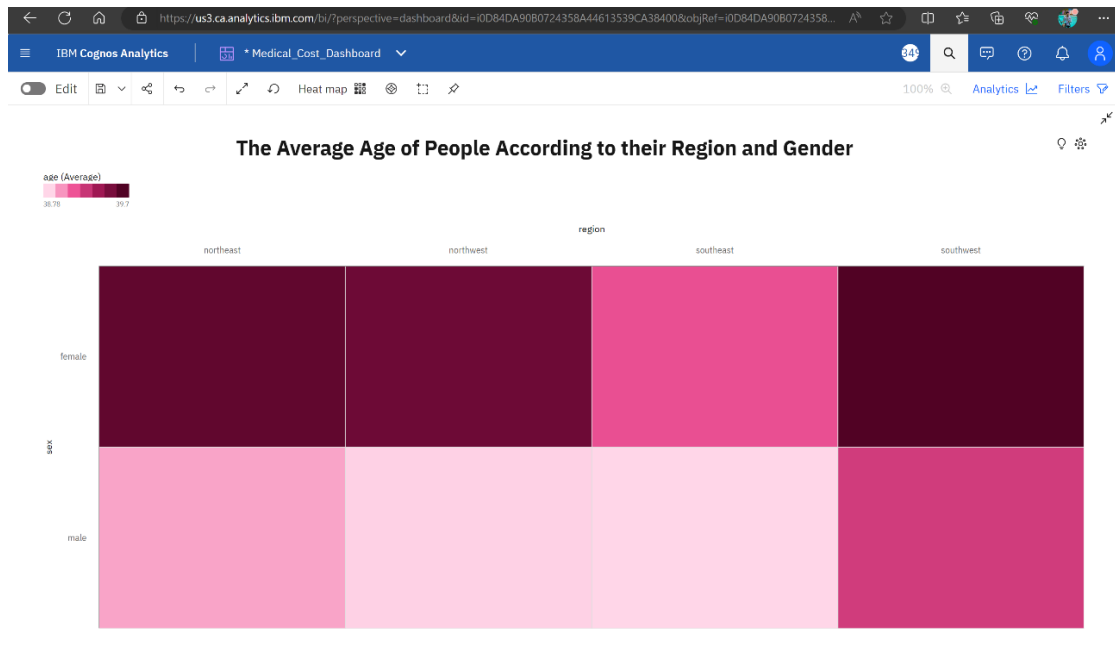 https://us3.ca.analytics.ibm.com/bi/?perspective=dashboard&id=i0D84DA90B0724358A44613539CA38400&objRef=i0D84DA90B0724358...
IBM Cognos Analytics
* Medical_Cost_Dashboard
Edit
Heat map
100%
Analytics
Filters
The Average Age of People According to their Region and Gender
age (Average)
38.78 39.7
region
northeast northwest southeast southwest
female
sex
male